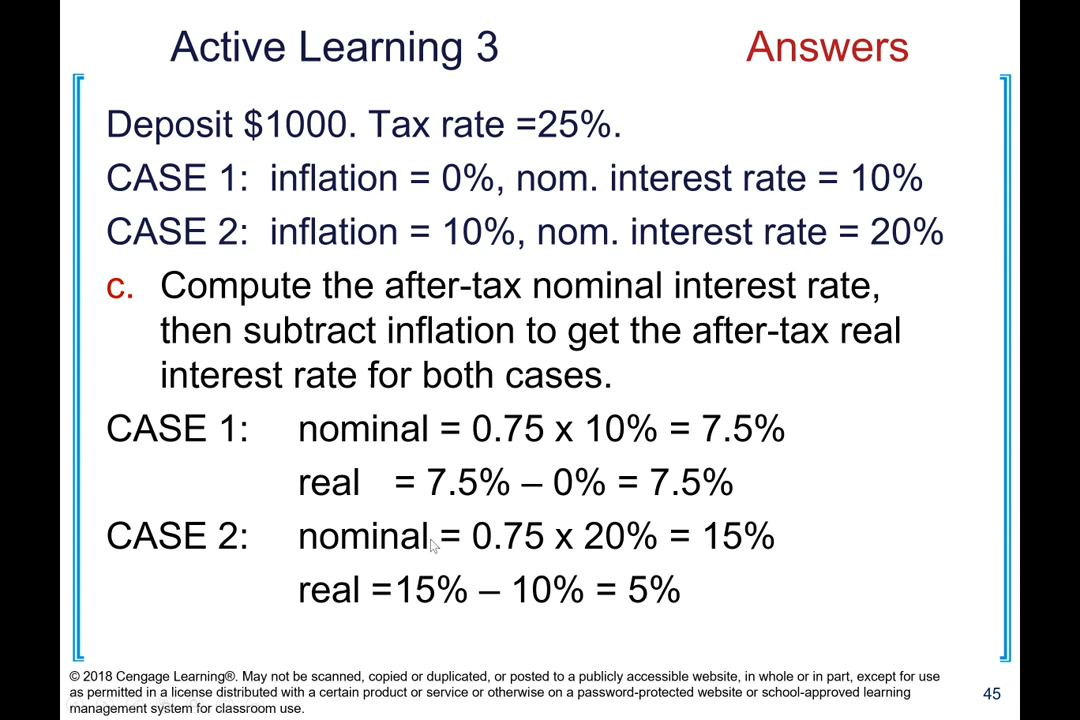 Active Learning 3 Answers
Deposit $1000. Tax rate =25%.
CASE 1: inflation = 0%, nom. interest rate = 10%
CASE 2: inflation = 10%, nom. interest rate = 20%
c. Compute the after-tax nominal interest rate,
then subtract inflation to get the after-tax real
interest rate for both cases.
CASE 1: nominal = 0.75 x 10% = 7.5%
real = 7.5% – 0% = 7.5%
CASE 2: nominal = 0.75 x 20% = 15%
real =15% – 10% = 5%
© 2018 Cengage Learning®. May not be scanned, copied or duplicated, or posted to a publicly accessible website, in whole or in part, except for use
as permitted in a license distributed with a certain product or service or otherwise on a password-protected website or school-approved learning
management system for classroom use.
45